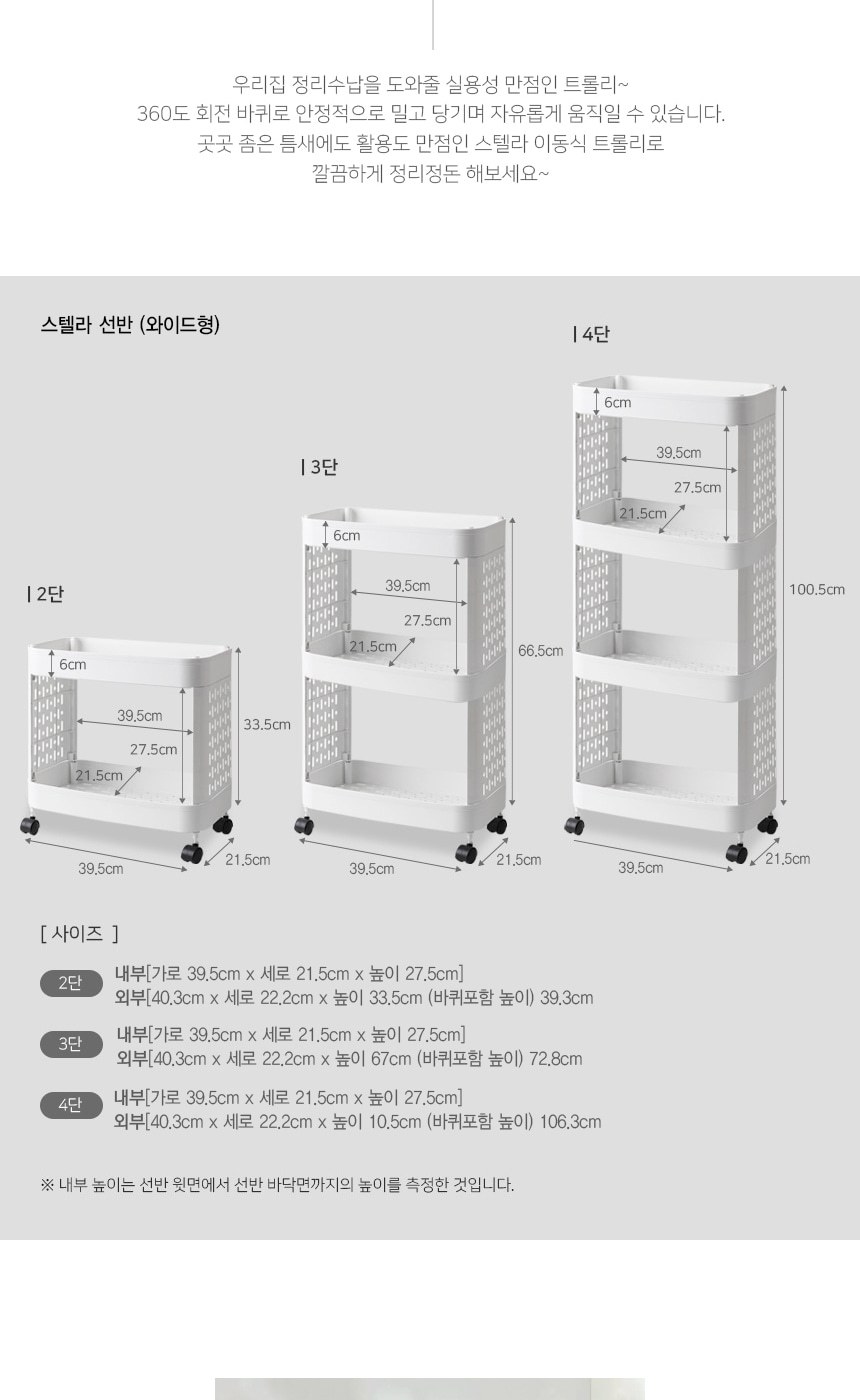 우리집 정리수납을 도와줄 실용성 만점인 트롤리~
360도 회전 바퀴로 안정적으로 밀고 당기며 자유롭게 움직일 수 있습니다.
곳곳 좁은 틈새에도 활용도 만점인 스텔라 이동식 트롤리로
깔끔하게 정리정돈 해보세요~
스텔라 선반 (와이드형)
2단
6cm
39.5cm
27.5cm
21.5cm
33.5cm
39.5cm
21.5cm
3단
6cm
39.5cm
27.5cm
21.5cm
66.5cm
39.5cm
21.5cm
4단
6cm
39.5cm
27.5cm
21.5cm
100.5cm
39.5cm
21.5cm
[ 사이즈 ]
2단 내부[가로 39.5cm x 세로 21.5cm x 높이 27.5cm]
외부[40.3cm x 세로 22.2cm x 높이 33.5cm (바퀴포함 높이) 39.3cm
3단 내부[가로 39.5cm x 세로 21.5cm x 높이 27.5cm]
외부[40.3cm x 세로 22.2cm x 높이 67cm (바퀴포함 높이) 72.8cm
4단 내부[가로 39.5cm x 세로 21.5cm x 높이 27.5cm]
외부[40.3cm x 세로 22.2cm x 높이 10.5cm (바퀴포함 높이) 106.3cm
※ 내부 높이는 선반 윗면에서 선반 바닥면까지의 높이를 측정한 것입니다.